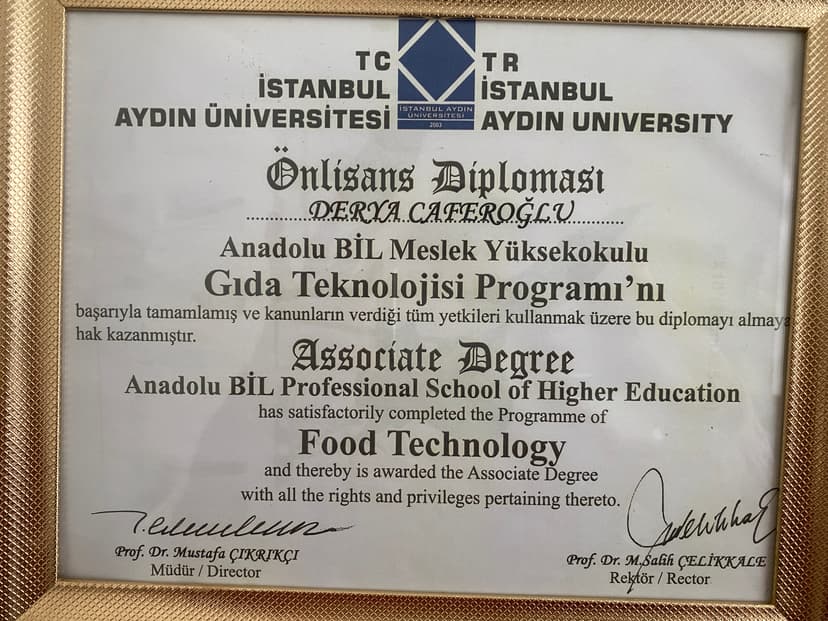 TC
İSTANBUL
AYDIN ÜNİVERSİTESİ
İSTANBUL AYDIN
ÜNİVERSİTESİ
2003
TR
İSTANBUL
AYDIN UNIVERSITY
Önlisans Diploması
DERYA CAFEROĞLU
Anadolu BİL Meslek Yüksekokulu
Gıda Teknolojisi Programı'nı
başarıyla tamamlamış ve kanunların verdiği tüm yetkileri kullanmak üzere bu diplomayı almaya
hak kazanmıştır.
Associate Degree
Anadolu BİL Professional School of Higher Education
has satisfactorily completed the Programme of
Food Technology
and thereby is awarded the Associate Degree
with all the rights and privileges pertaining thereto.
Prof. Dr. Mustafa ÇIKRIKÇI
Müdür / Director
Prof. Dr. M.Salih ÇELİKKALE
Rektör / Rector